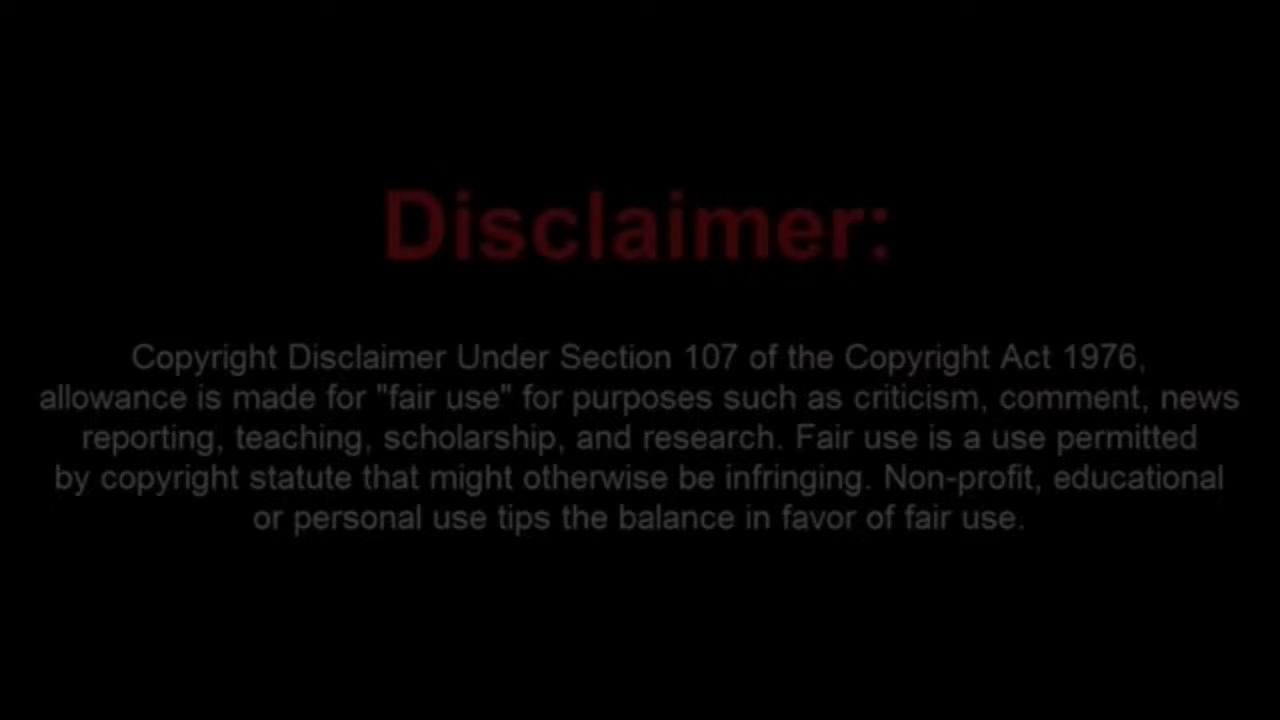 Disclaimer:
Copyright Disclaimer Under Section 107 of the Copyright Act 1976,
allowance is made for "fair use" for purposes such as criticism, comment, news
reporting, teaching, scholarship, and research. Fair use is a use permitted
by copyright statute that might otherwise be infringing. Non-profit, educational
or personal use tips the balance in favor of fair use.